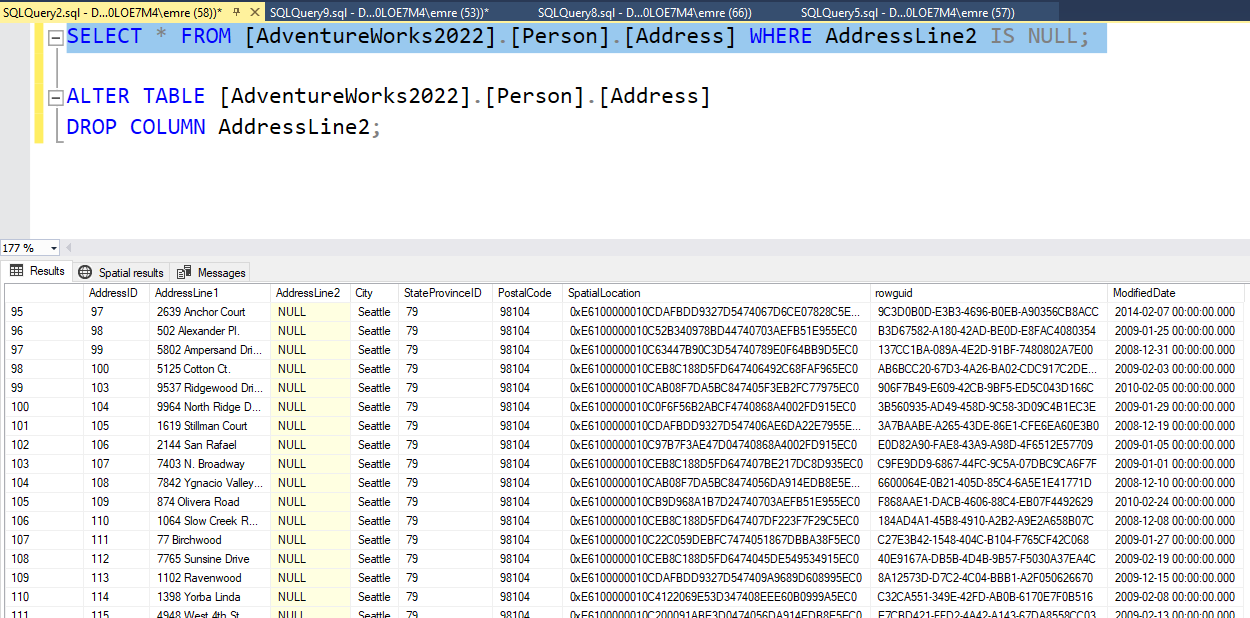 SQLQuery2.sql - D...0LOE7M4\emre (58))* SQLQuery9.sql - D...0LOE7M4\emre (53))* SQLQuery8.sql - D...0LOE7M4\emre (66)) SQLQuery5.sql - D...0LOE7M4\emre (57))
SELECT * FROM [AdventureWorks2022].[Person].[Address] WHERE AddressLine2 IS NULL;
ALTER TABLE [AdventureWorks2022].[Person].[Address]
DROP COLUMN AddressLine2;
177 %
Results Spatial results Messages
AddressID AddressLine1 AddressLine2 City StateProvinceID PostalCode SpatialLocation rowguid ModifiedDate
95 97 2639 Anchor Court NULL Seattle 79 98104 0xE6100000010CDAFBDD9327D5474067D6CE07828C5E... 9C3D0B0D-E3B3-4696-B0EB-A90356CB8ACC 2014-02-07 00:00:00.000
96 98 502 Alexander Pl. NULL Seattle 79 98104 0xE6100000010C52B340978BD44740703AEFB51E955EC0 B3D67582-A180-42AD-BE0D-E8FAC4080354 2009-01-25 00:00:00.000
97 99 5802 Ampersand Dri... NULL Seattle 79 98104 0xE6100000010C63447B90C3D54740789E0F64BB9D5EC0 137CC1BA-089A-4E2D-91BF-7480802A7E00 2008-12-31 00:00:00.000
98 100 5125 Cotton Ct. NULL Seattle 79 98104 0xE6100000010CEB8C188D5FD647406492C68FAF965EC0 AB6BCC20-67D3-4A26-BA02-CDC917C2DE... 2009-02-03 00:00:00.000
99 103 9537 Ridgewood Dri... NULL Seattle 79 98104 0xE6100000010CAB08F7DA5BC847405F3EB2FC77975EC0 906F7B49-E609-42CB-9BF5-ED5C043D166C 2010-02-05 00:00:00.000
100 104 9964 North Ridge D... NULL Seattle 79 98104 0xE6100000010C0F6F56B2ABCF4740868A4002FD915EC0 3B560935-AD49-458D-9C58-3D09C4B1EC3E 2009-01-29 00:00:00.000
101 105 1619 Stillman Court NULL Seattle 79 98104 0xE6100000010CDAFBDD9327D547406AE6DA22E7955E... 3A7BAABE-A265-43DE-86E1-CFE6EA60E3B0 2008-12-19 00:00:00.000
102 106 2144 San Rafael NULL Seattle 79 98104 0xE6100000010C97B7F3AE47D04740868A4002FD915EC0 E0D82A90-FAE8-43A9-A98D-4F6512E57709 2009-01-05 00:00:00.000
103 107 7403 N. Broadway NULL Seattle 79 98104 0xE6100000010CEB8C188D5FD647407BE217DC8D935EC0 C9FE9DD9-6867-44FC-9C5A-07DBC9CA6F7F 2009-01-01 00:00:00.000
104 108 7842 Ygnacio Valley... NULL Seattle 79 98104 0xE6100000010CAB08F7DA5BC8474056DA914EDB8E5E... 6600064E-0B21-405D-85C4-6A5E1E41771D 2008-12-10 00:00:00.000
105 109 874 Olivera Road NULL Seattle 79 98104 0xE6100000010CB9D968A1B7D24740703AEFB51E955EC0 F868AAE1-DACB-4606-88C4-EB07F4492629 2010-02-24 00:00:00.000
106 110 1064 Slow Creek R... NULL Seattle 79 98104 0xE6100000010CEB8C188D5FD647407DF223F7F29C5EC0 184AD4A1-45B8-4910-A2B2-A9E2A658B07C 2008-12-08 00:00:00.000
107 111 77 Birchwood NULL Seattle 79 98104 0xE6100000010C22C059DEBFC7474051867DBBA38F5EC0 C27E3B42-1548-404C-B104-F765CF42C068 2009-01-27 00:00:00.000
108 112 7765 Sunsine Drive NULL Seattle 79 98104 0xE6100000010CEB8C188D5FD6474045DE549534915EC0 40E9167A-DB5B-4D4B-9B57-F5030A37EA4C 2009-02-19 00:00:00.000
109 113 1102 Ravenwood NULL Seattle 79 98104 0xE6100000010CDAFBDD9327D547409A9689D608995EC0 8A12573D-D7C2-4C04-BBB1-A2F050626670 2009-12-15 00:00:00.000
110 114 1398 Yorba Linda NULL Seattle 79 98104 0xE6100000010C4122069E53D347408EEE60B0999A5EC0 C32CA551-349E-42FD-AB0B-6170E7F0B516 2009-02-08 00:00:00.000
111 115 4948 West 4th St NULL Seattle 79 98104 0xE6100000010C200091ABE3D0474056DA914EDB8E5EC0 E7CBD421-FFD2-4A42-A143-67DA8558CC03 2009-02-13 00:00:00.000